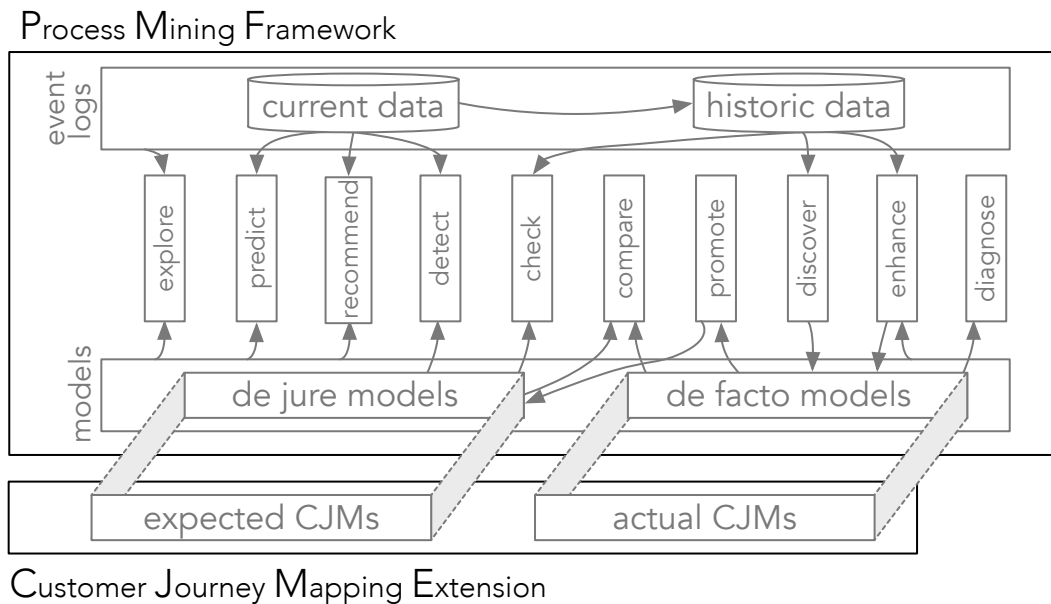 Process Mining Framework
event
logs
current data
historic data
explore
predict
recommend
detect
check
compare
promote
discover
enhance
diagnose
models
de jure models
de facto models
expected CJMs
actual CJMs
Customer Journey Mapping Extension